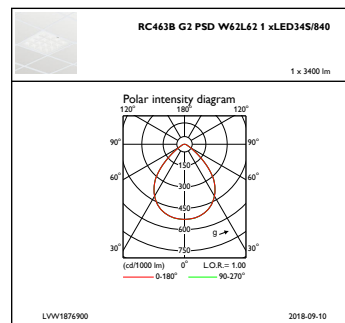 RC463B G2 PSD W62L62 1 xLED34S/840
1 x 3400 lm
Polar intensity diagram
120° 180° 120°
90° 90°
150
60° 60°
300
450
600
g
30° 750 30°
(cd/1000 lm) 0° L.O.R.= 1.00
0-180° 90-270°
LVW1876900 2018-09-10